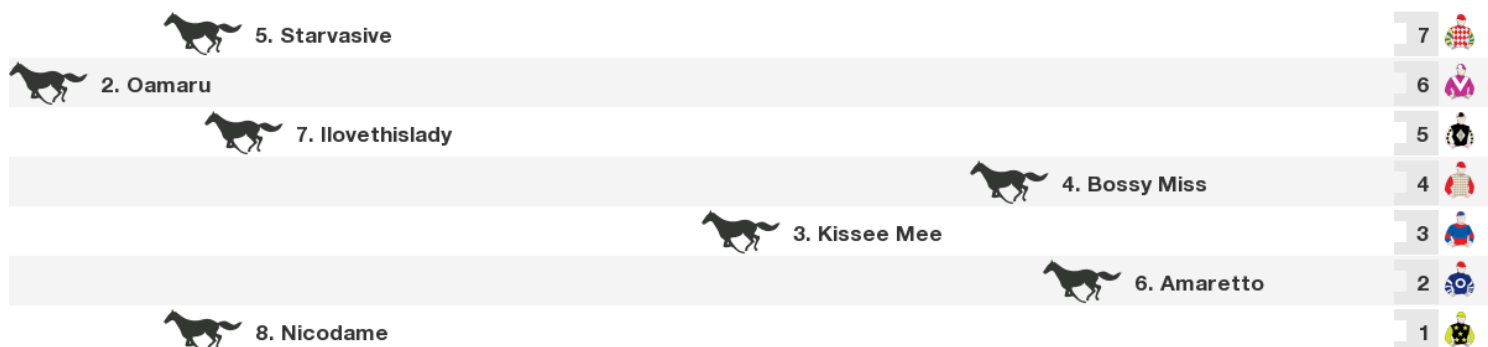 5. Starvasive 7
2. Oamaru 6
7. Ilovethislady 5
4. Bossy Miss 4
3. Kissee Mee 3
6. Amaretto 2
8. Nicodame 1